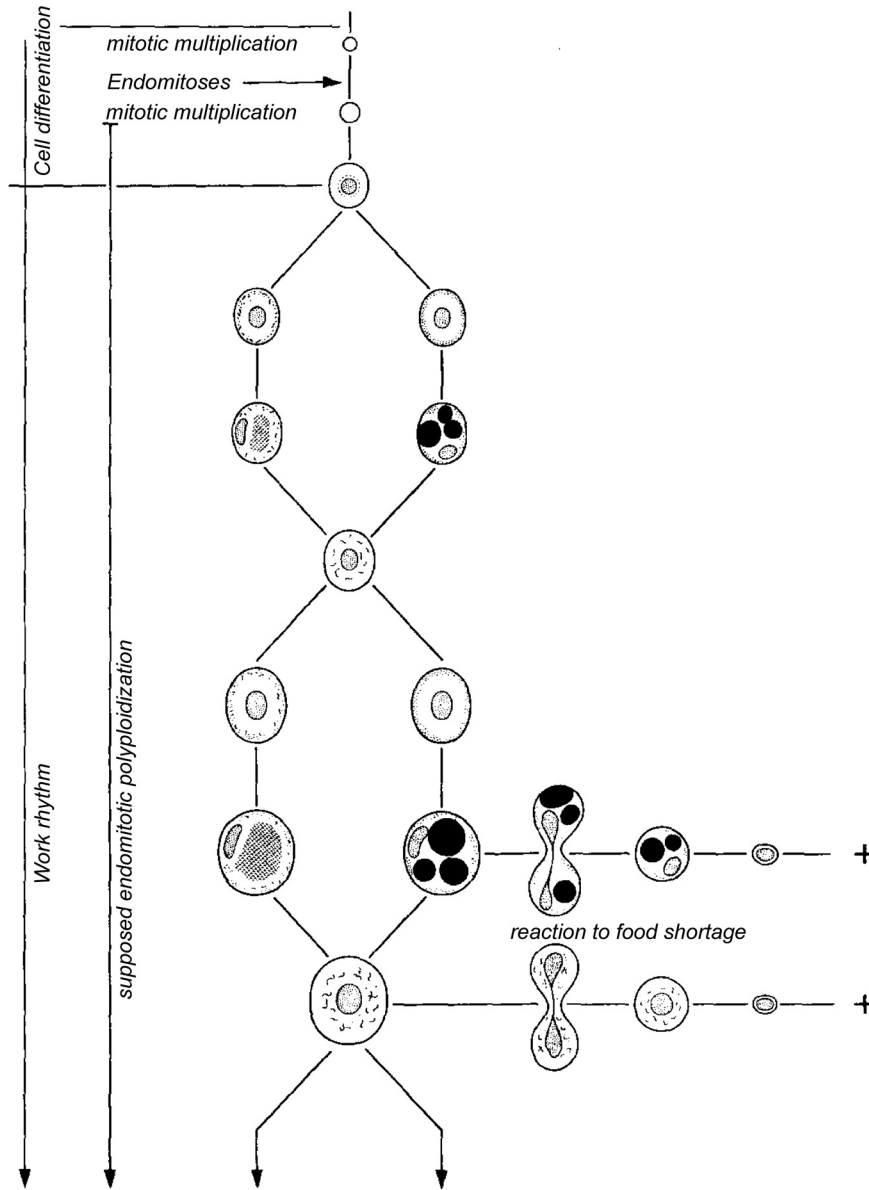 Cell differentiation
mitotic multiplication
Endomitoses
mitotic multiplication
supposed endomitotic polyploidization
Work rhythm
reaction to food shortage
+
+